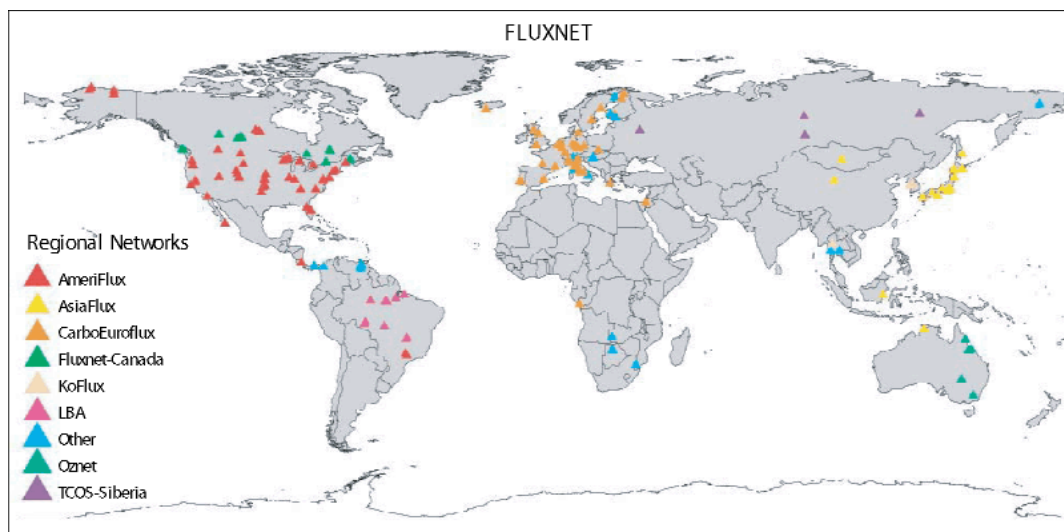 FLUXNET
Regional Networks
AmeriFlux
AsiaFlux
CarboEuroflux
Fluxnet-Canada
KoFlux
LBA
Other
Oznet
TCOS-Siberia